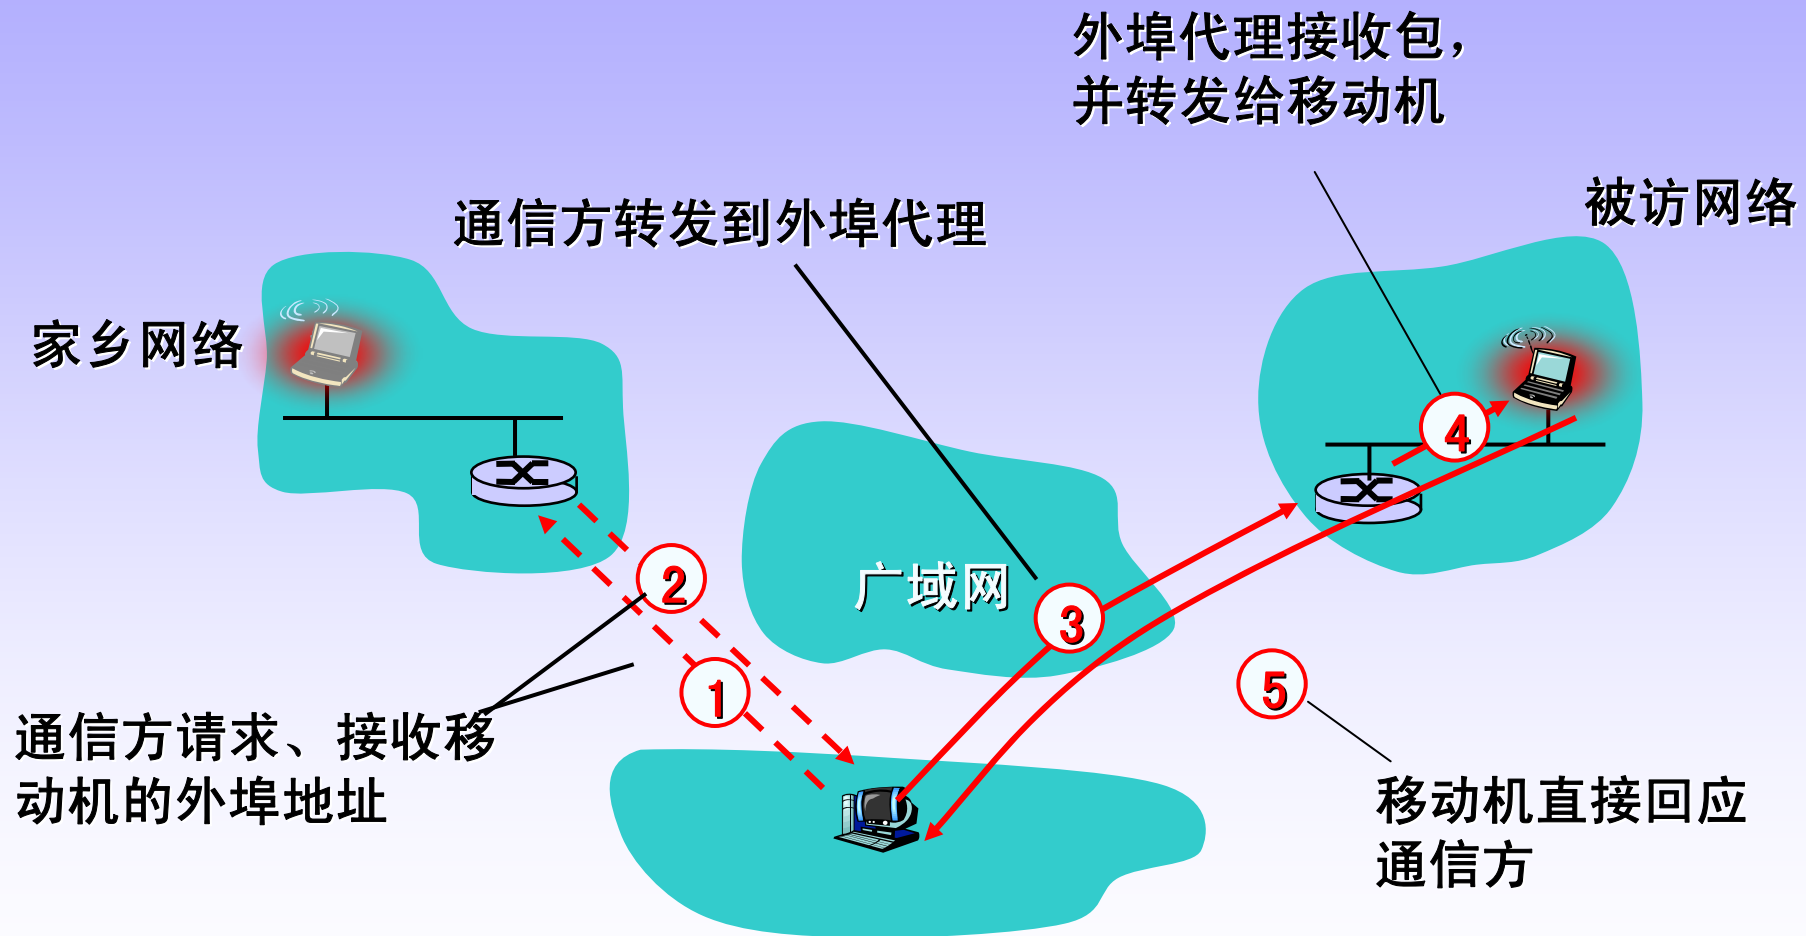 外埠代理接收包，
并转发给移动机
被访网络
通信方转发到外埠代理
家乡网络
4
2
广域网
3
1
5
通信方请求、接收移
动机的外埠地址
移动机直接回应
通信方